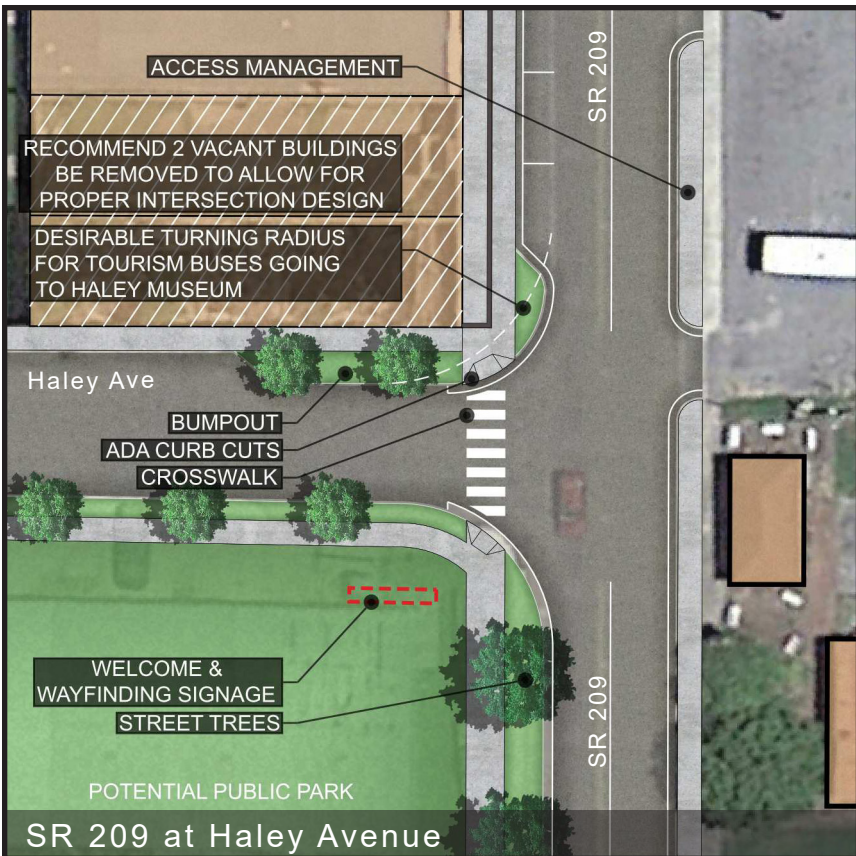 ACCESS MANAGEMENT
SR 209
RECOMMEND 2 VACANT BUILDINGS
BE REMOVED TO ALLOW FOR
PROPER INTERSECTION DESIGN
DESIRABLE TURNING RADIUS
FOR TOURISM BUSES GOING
TO HALEY MUSEUM
Haley Ave
BUMPOUT
ADA CURB CUTS
CROSSWALK
WELCOME &
WAYFINDING SIGNAGE
STREET TREES
SR 209
POTENTIAL PUBLIC PARK
SR 209 at Haley Avenue